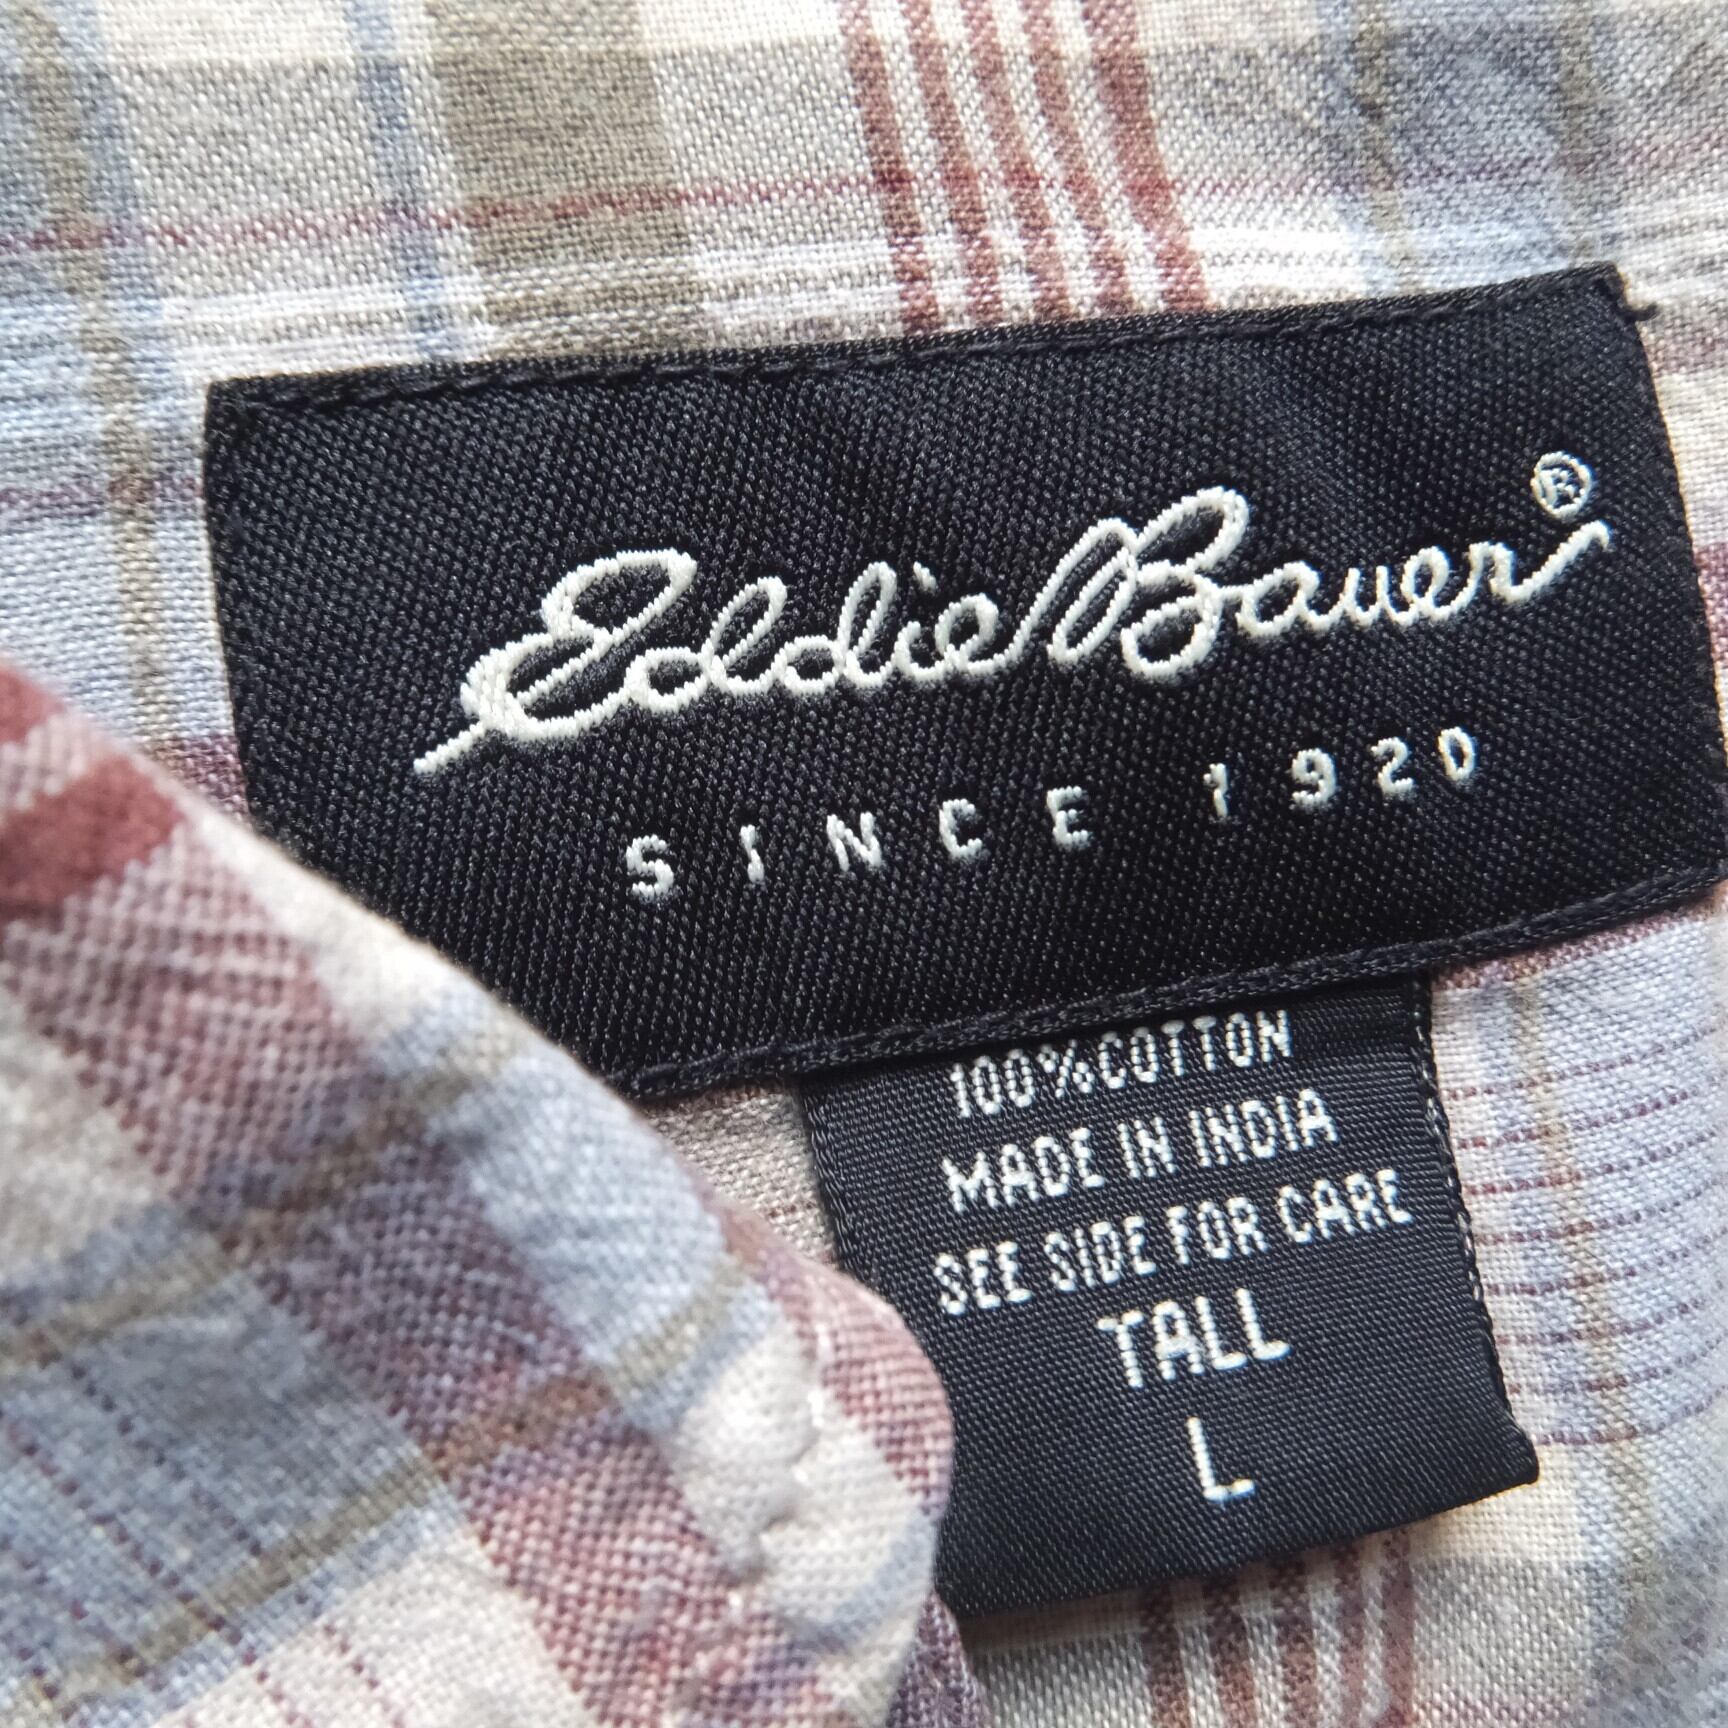 Eddie Bauer®
SINCE 1920
100%COTTON
MADE IN INDIA
SEE SIDE FOR CARE
TALL
L